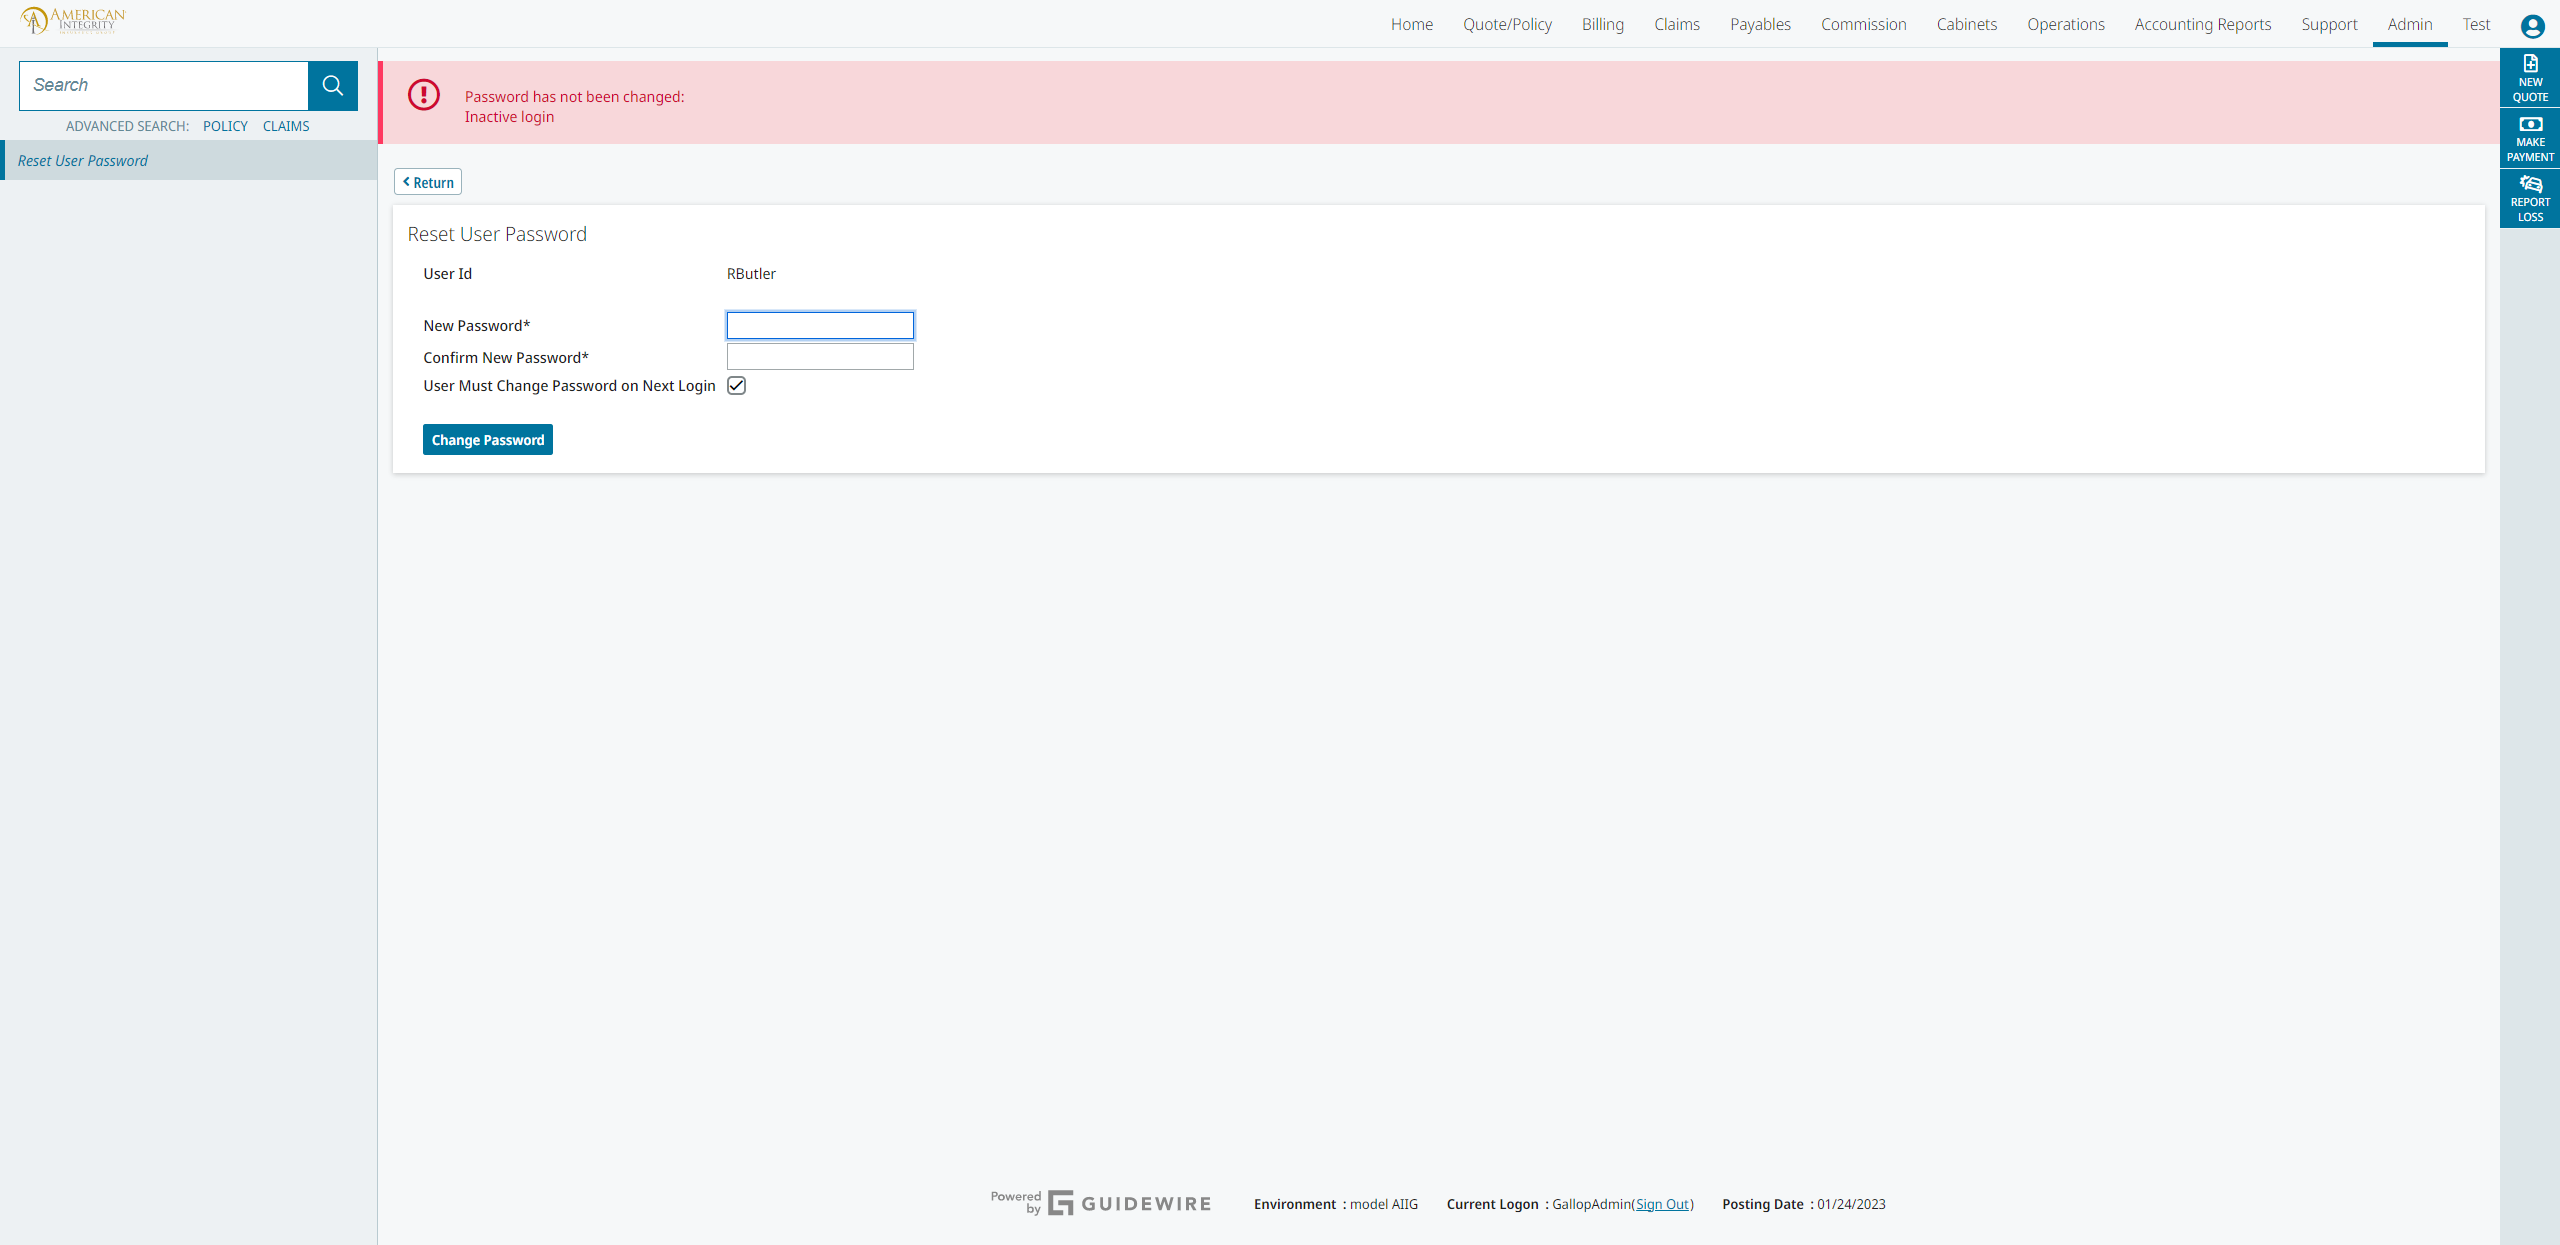 AMERICAN
INTEGRITY
Home Quote/Policy Billing Claims Payables Commission Cabinets Operations Accounting Reports Support Admin Test
Search
ADVANCED SEARCH: POLICY CLAIMS
Reset User Password
Password has not been changed:
Inactive login
NEW
QUOTE
MAKE
PAYMENT
REPORT
LOSS
Return
Reset User Password
User Id RButler
New Password*
Confirm New Password*
User Must Change Password on Next Login
Change Password
Powered
by GUIDEWIRE
Environment : model AIIG Current Logon : GallopAdmin(Sign Out) Posting Date : 01/24/2023